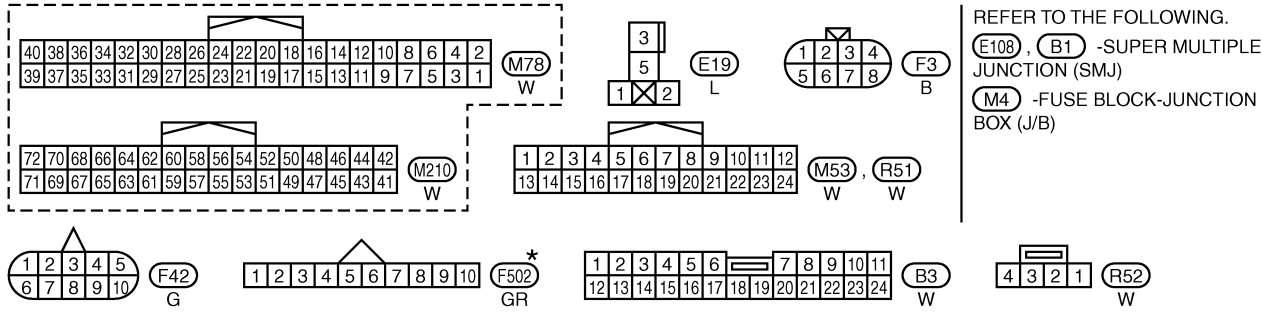 40 38 36 34 32 30 28 26 24 22 20 18 16 14 12 10 8 6 4 2
39 37 35 33 31 29 27 25 23 21 19 17 15 13 11 9 7 5 3 1
M78
W
3
5
1 2
E19
L
1 2 3 4
5 6 7 8
F3
B
REFER TO THE FOLLOWING.
E108 , B1 -SUPER MULTIPLE
JUNCTION (SMJ)
M4 -FUSE BLOCK-JUNCTION
BOX (J/B)
72 70 68 66 64 62 60 58 56 54 52 50 48 46 44 42
71 69 67 65 63 61 59 57 55 53 51 49 47 45 43 41
M210
W
1 2 3 4 5 6 7 8 9 10 11 12
13 14 15 16 17 18 19 20 21 22 23 24
M53 , R51
W W
1 2 3 4 5
6 7 8 9 10
F42
G
1 2 3 4 5 6 7 8 9 10
F502 *
GR
1 2 3 4 5 6 7 8 9 10 11
12 13 14 15 16 17 18 19 20 21 22 23 24
B3
W
4 3 2 1
R52
W